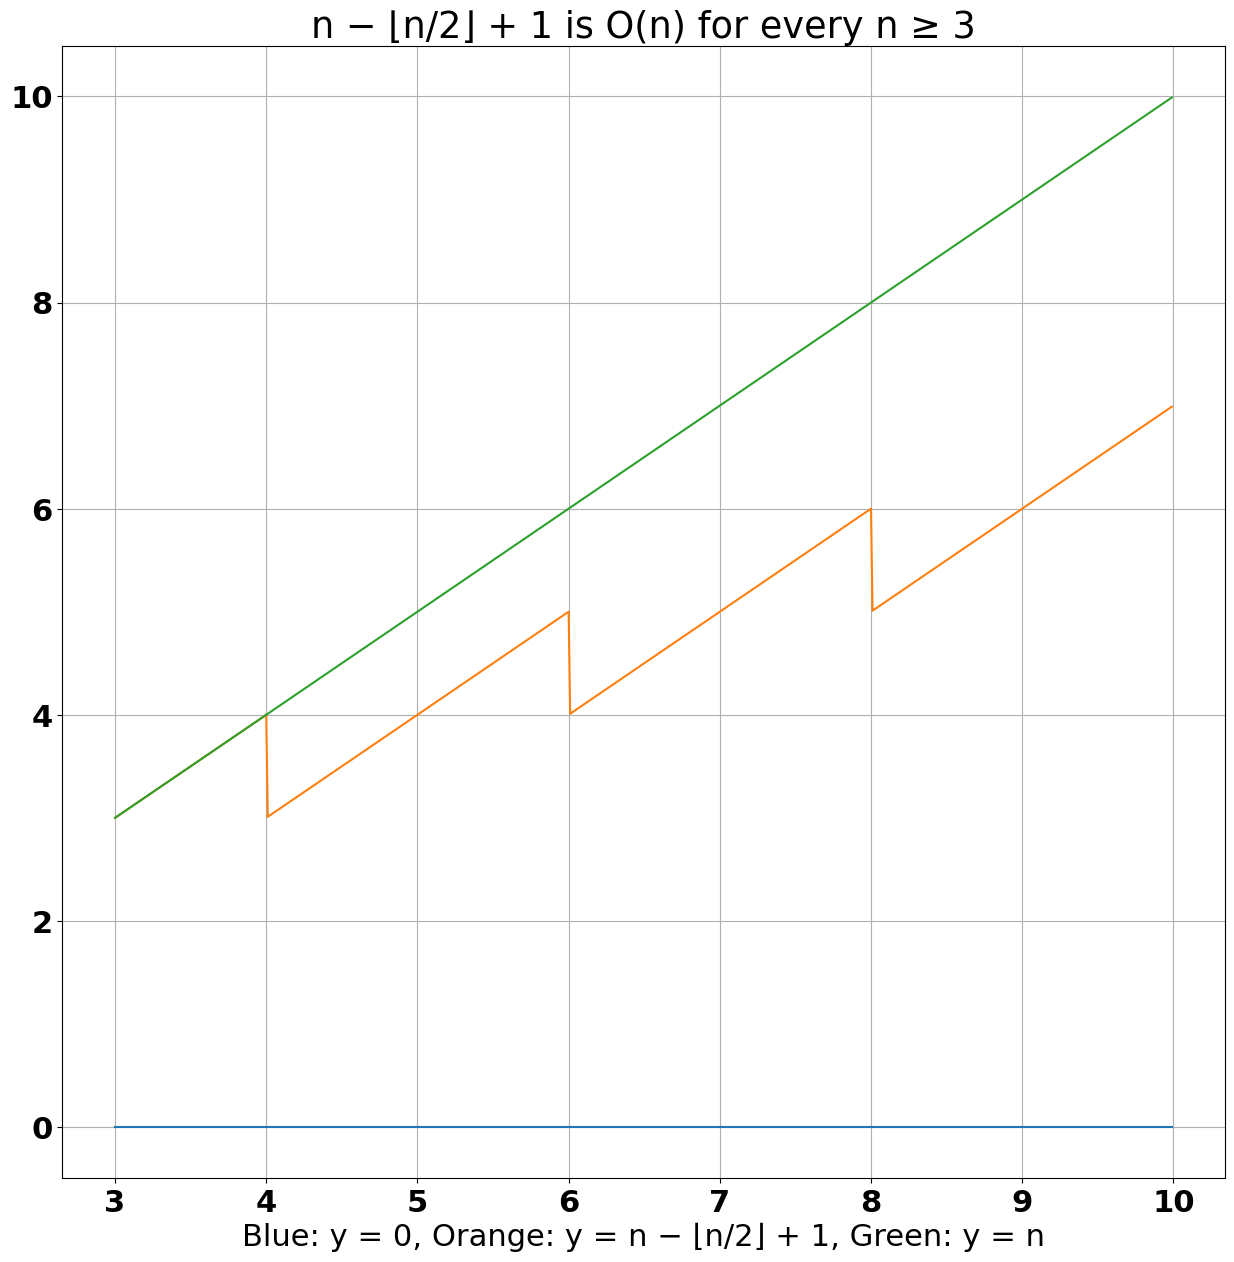 n − ⌊n/2⌋ + 1 is O(n) for every n ≥ 3
10
8
6
4
2
0
3 4 5 6 7 8 9 10
Blue: y = 0, Orange: y = n − ⌊n/2⌋ + 1, Green: y = n